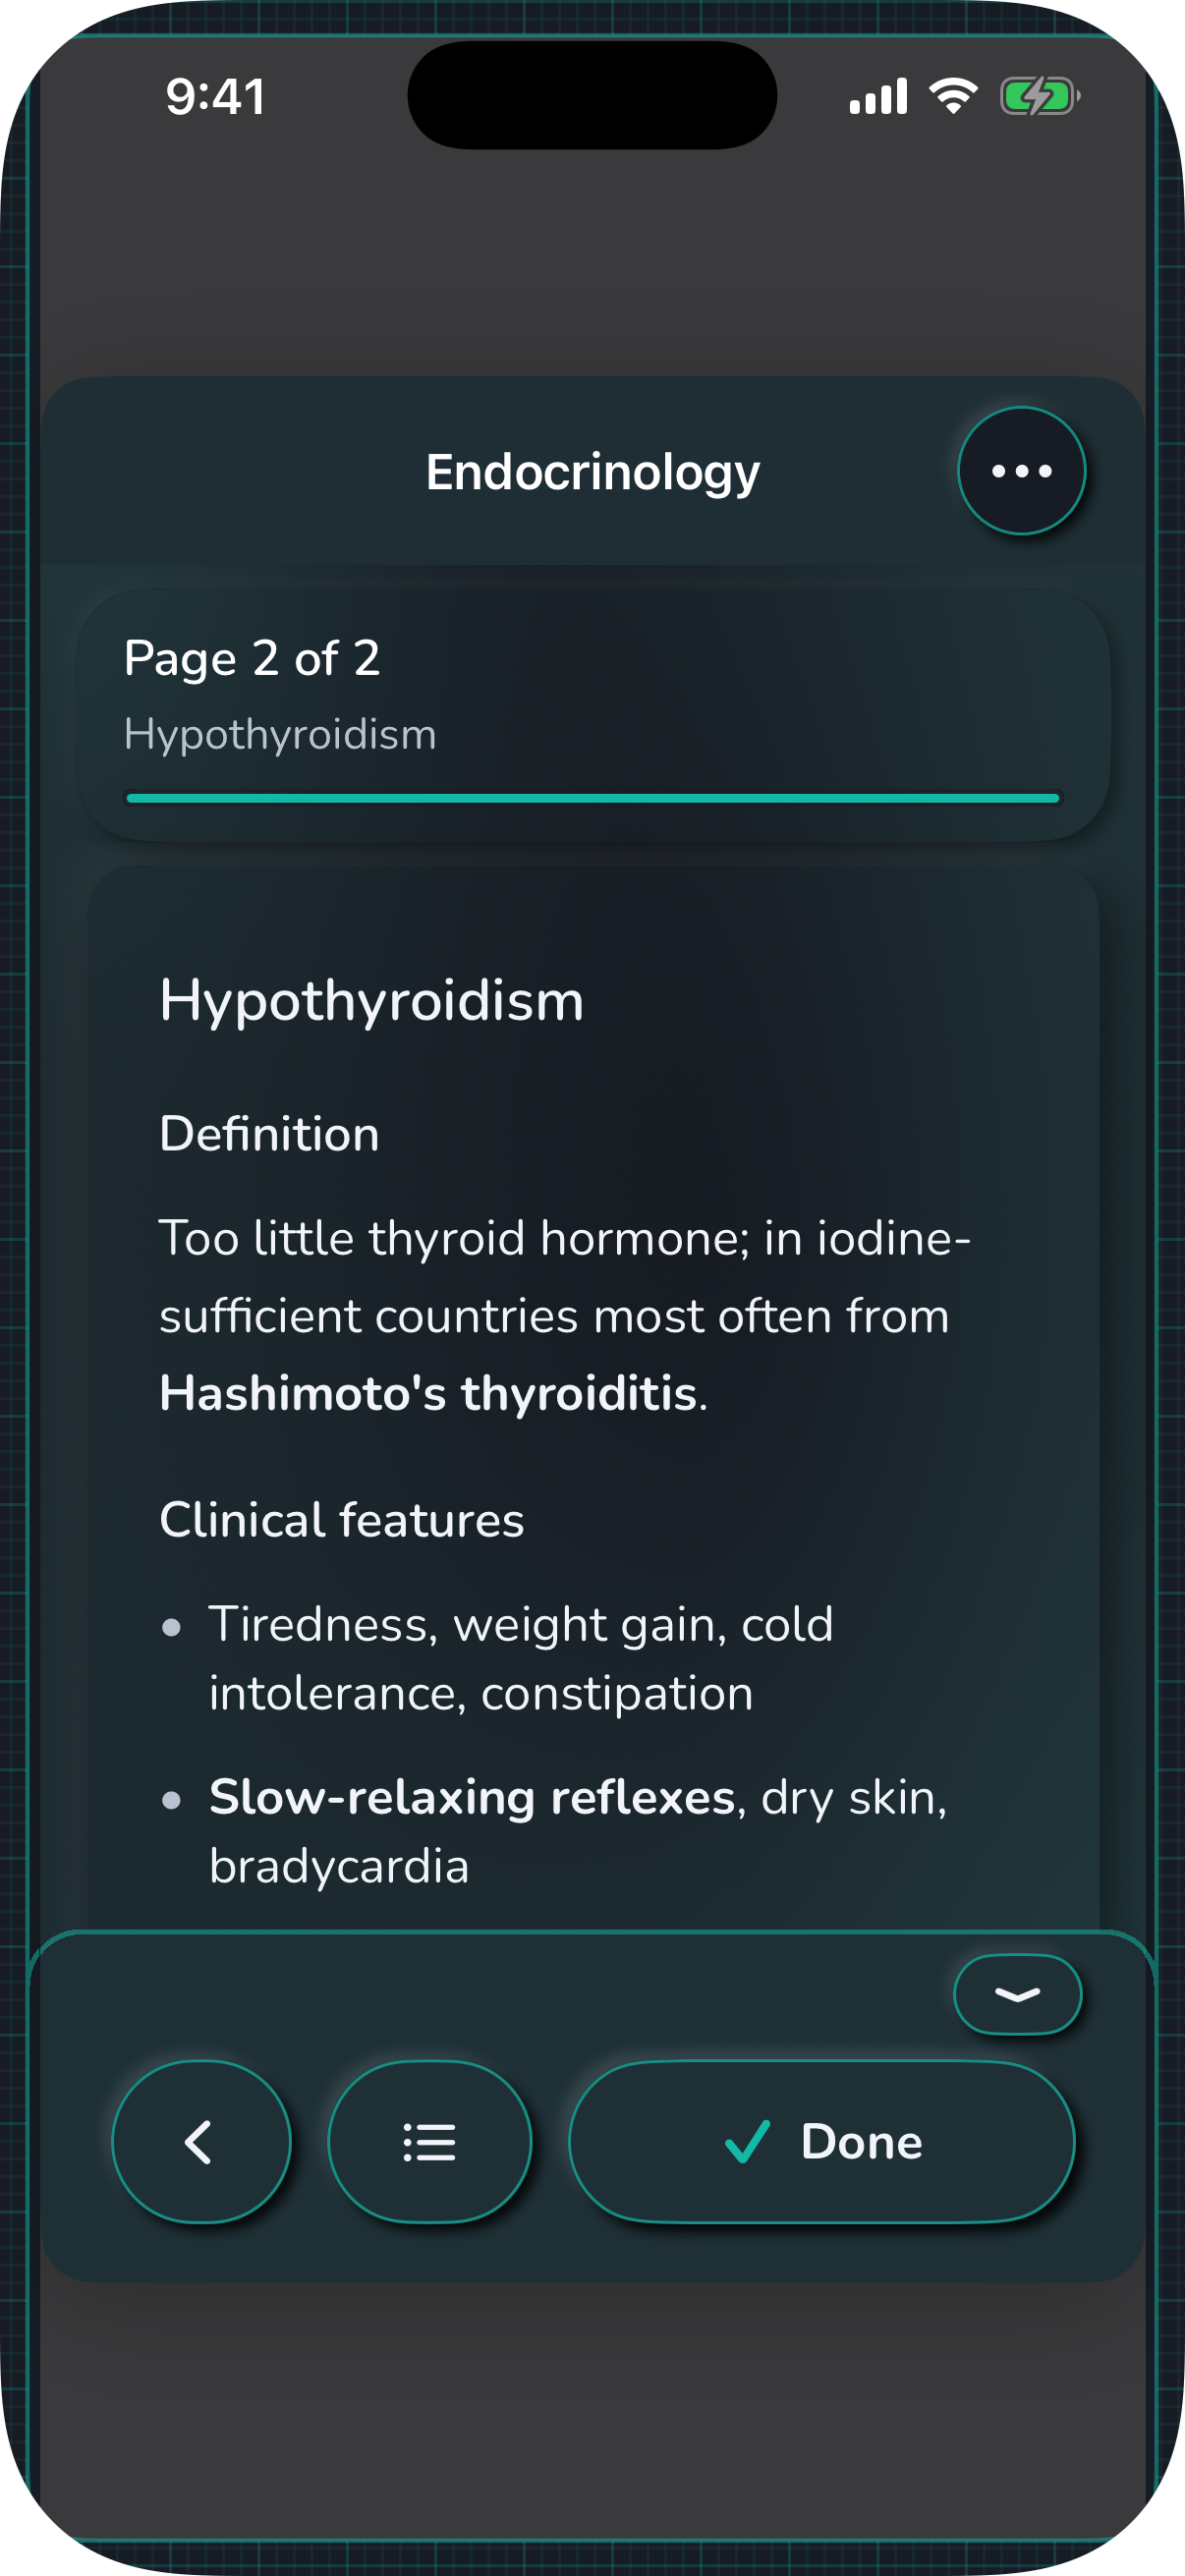 9:41
Endocrinology
Page 2 of 2
Hypothyroidism
Hypothyroidism
Definition
Too little thyroid hormone; in iodine-
sufficient countries most often from
Hashimoto's thyroiditis.
Clinical features
• Tiredness, weight gain, cold
intolerance, constipation
• Slow-relaxing reflexes, dry skin,
bradycardia
Done